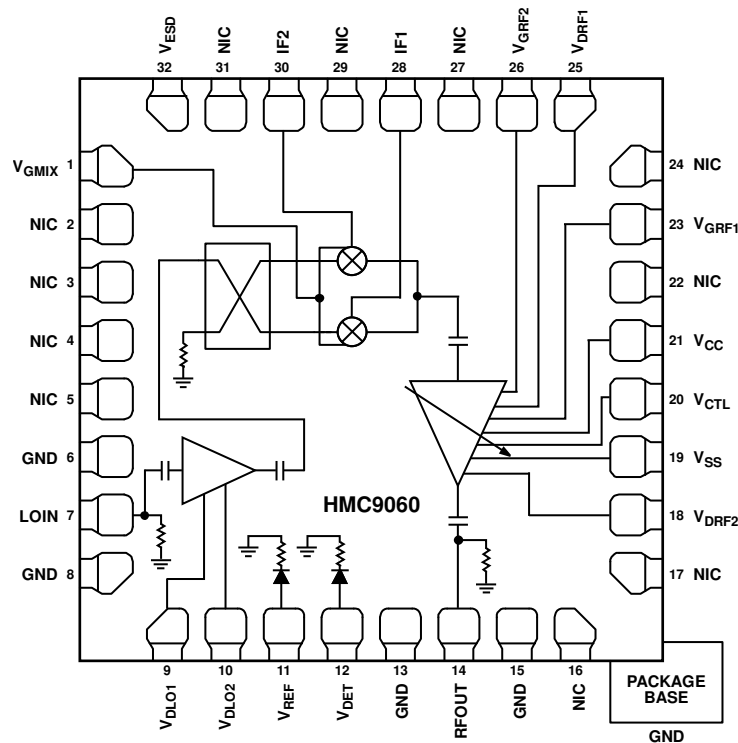 VESD
32
NIC
31
IF2
30
NIC
29
IF1
28
NIC
27
VGRF2
26
VDRF1
25
VGMIX 1
NIC 2
NIC 3
NIC 4
NIC 5
GND 6
LOIN 7
GND 8
24 NIC
23 VGRF1
22 NIC
21 VCC
20 VCTL
19 VSS
18 VDRF2
17 NIC
HMC9060
9
VDLO1
10
VDLO2
11
VREF
12
VDET
13
GND
14
RFOUT
15
GND
16
NIC
PACKAGE
BASE
GND